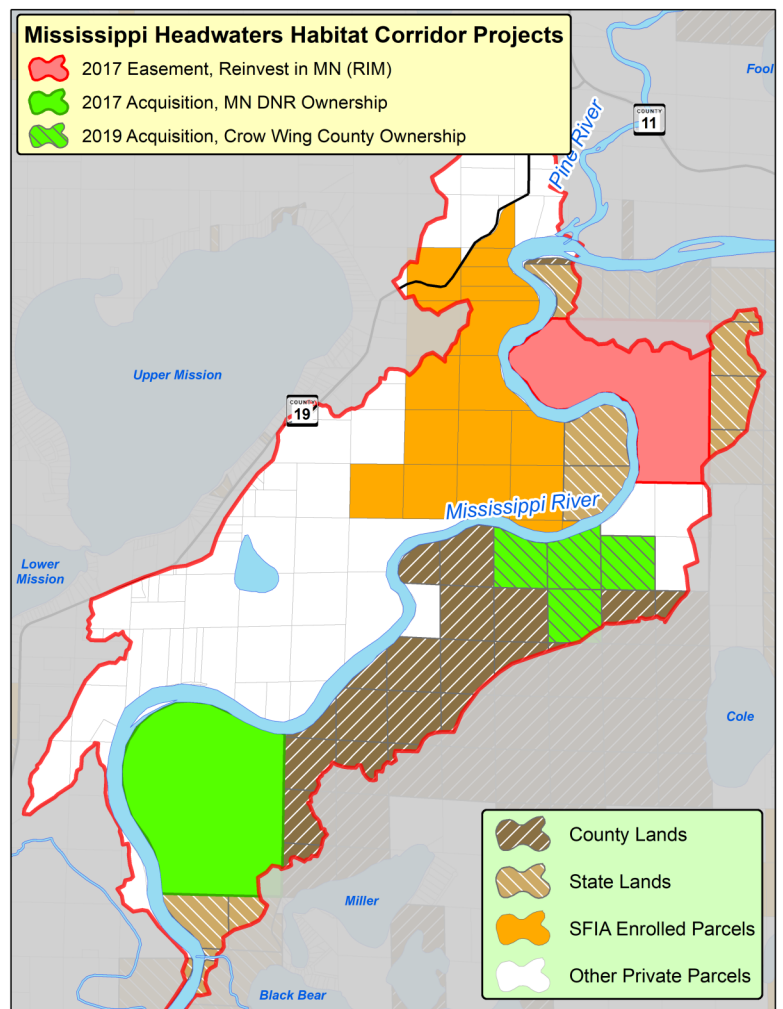 Mississippi Headwaters Habitat Corridor Projects
2017 Easement, Reinvest in MN (RIM)
2017 Acquisition, MN DNR Ownership
2019 Acquisition, Crow Wing County Ownership
Fool
COUNTY
11
Pine River
Upper Mission
COUNTY
19
Mississippi River
Lower
Mission
Cole
County Lands
State Lands
SFIA Enrolled Parcels
Other Private Parcels
Miller
Black Bear